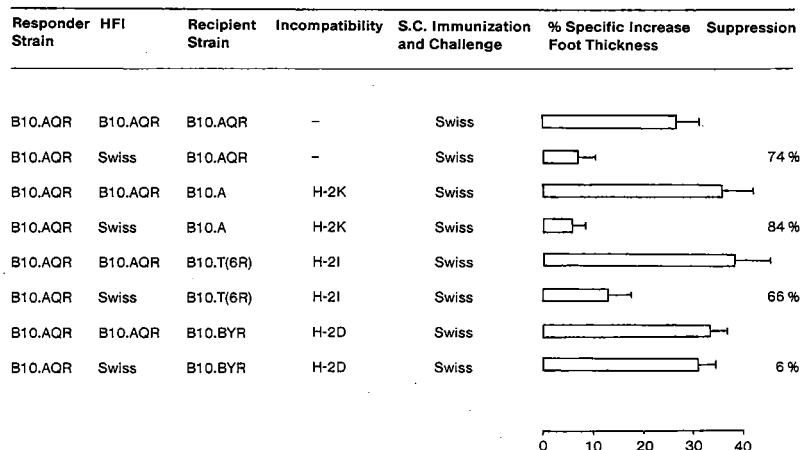 Responder HFI Recipient Incompatibility S.C. Immunization % Specific Increase Suppression
Strain Strain and Challenge Foot Thickness
B10.AQR B10.AQR B10.AQR – Swiss
B10.AQR Swiss B10.AQR – Swiss 74 %
B10.AQR B10.AQR B10.A H-2K Swiss
B10.AQR Swiss B10.A H-2K Swiss 84 %
B10.AQR B10.AQR B10.T(6R) H-2I Swiss
B10.AQR Swiss B10.T(6R) H-2I Swiss 66 %
B10.AQR B10.AQR B10.BYR H-2D Swiss
B10.AQR Swiss B10.BYR H-2D Swiss 6 %
0 10 20 30 40